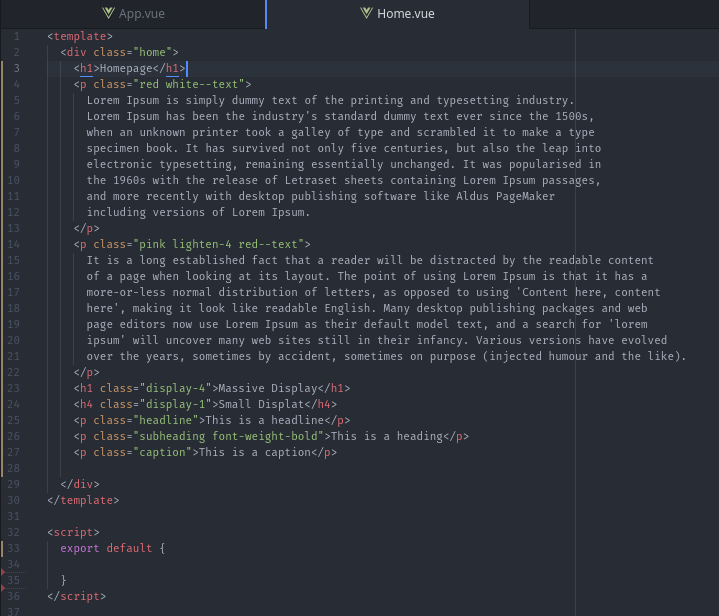 App.vue
Home.vue
1 <template>
2 <div class="home">
3 <h1>Homepage</h1>
4 <p class="red white--text">
5 Lorem Ipsum is simply dummy text of the printing and typesetting industry.
6 Lorem Ipsum has been the industry's standard dummy text ever since the 1500s,
7 when an unknown printer took a galley of type and scrambled it to make a type
8 specimen book. It has survived not only five centuries, but also the leap into
9 electronic typesetting, remaining essentially unchanged. It was popularised in
10 the 1960s with the release of Letraset sheets containing Lorem Ipsum passages,
11 and more recently with desktop publishing software like Aldus PageMaker
12 including versions of Lorem Ipsum.
13 </p>
14 <p class="pink lighten-4 red--text">
15 It is a long established fact that a reader will be distracted by the readable content
16 of a page when looking at its layout. The point of using Lorem Ipsum is that it has a
17 more-or-less normal distribution of letters, as opposed to using 'Content here, content
18 here', making it look like readable English. Many desktop publishing packages and web
19 page editors now use Lorem Ipsum as their default model text, and a search for 'lorem
20 ipsum' will uncover many web sites still in their infancy. Various versions have evolved
21 over the years, sometimes by accident, sometimes on purpose (injected humour and the like).
22 </p>
23 <h1 class="display-4">Massive Display</h1>
24 <h4 class="display-1">Small Displat</h4>
25 <p class="headline">This is a headline</p>
26 <p class="subheading font-weight-bold">This is a heading</p>
27 <p class="caption">This is a caption</p>
28
29 </div>
30 </template>
31
32 <script>
33 export default {
34
35 }
36 </script>
37